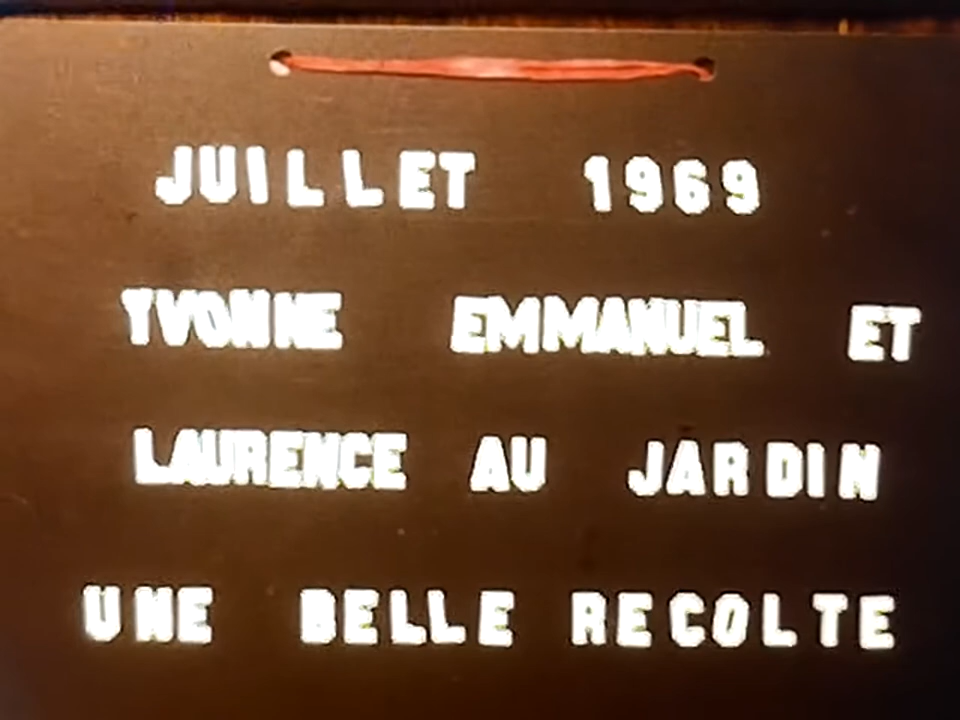 JUILLET 1969
YVONNE EMMANUEL ET
LAURENCE AU JARDIN
UNE BELLE RECOLTE